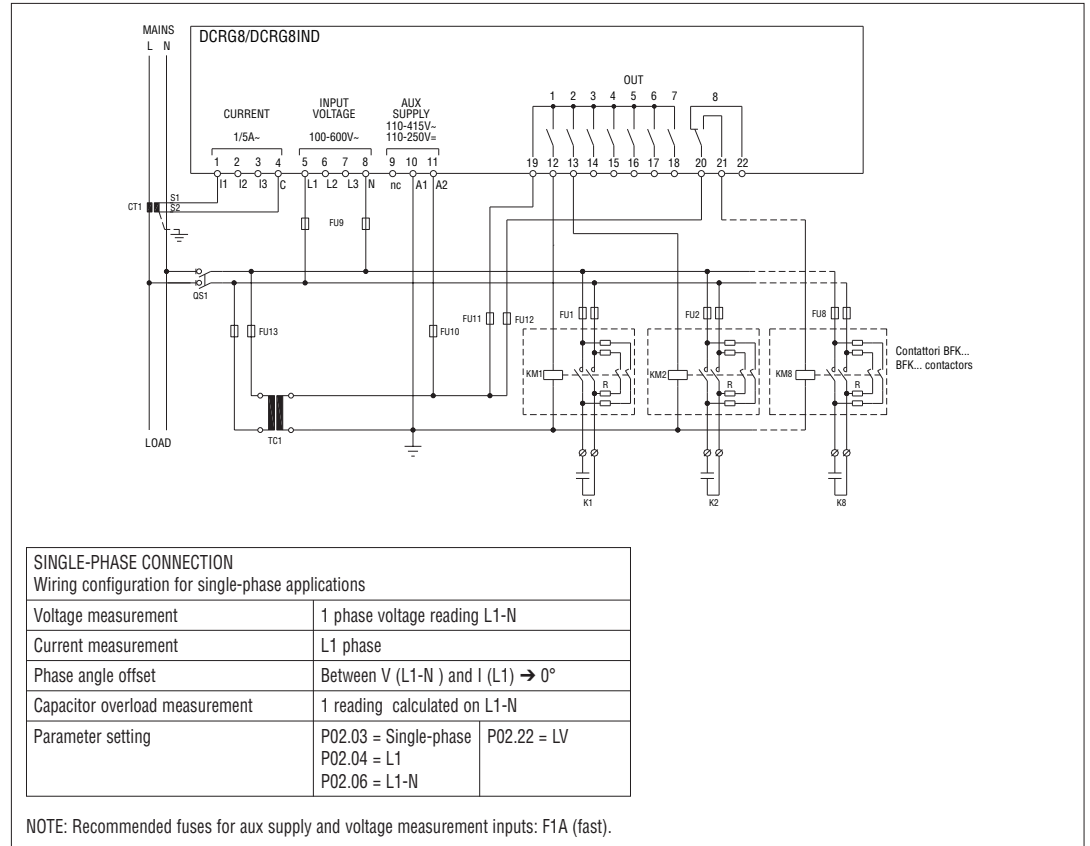 MAINS
L N
DCRG8/DCRG8IND
OUT
1 2 3 4 5 6 7 8
CURRENT
1/5A~
INPUT
VOLTAGE
100-600V~
AUX
SUPPLY
110-415V~
110-250V=
1 2 3 4 5 6 7 8 9 10 11 19 12 13 14 15 16 17 18 20 21 22
I1 I2 I3 C L1 L2 L3 N nc A1 A2
S1
CT1 S2
FU9
QS1
FU13 FU10 FU11 FU12 FU1 FU2 FU8
Contattori BFK...
BFK... contactors
KM1 R KM2 R KM8 R
LOAD
TC1
K1 K2 K8
SINGLE-PHASE CONNECTION
Wiring configuration for single-phase applications
Voltage measurement 1 phase voltage reading L1-N
Current measurement L1 phase
Phase angle offset Between V (L1-N ) and I (L1) ➔ 0°
Capacitor overload measurement 1 reading calculated on L1-N
Parameter setting P02.03 = Single-phase P02.22 = LV
P02.04 = L1
P02.06 = L1-N
NOTE: Recommended fuses for aux supply and voltage measurement inputs: F1A (fast).